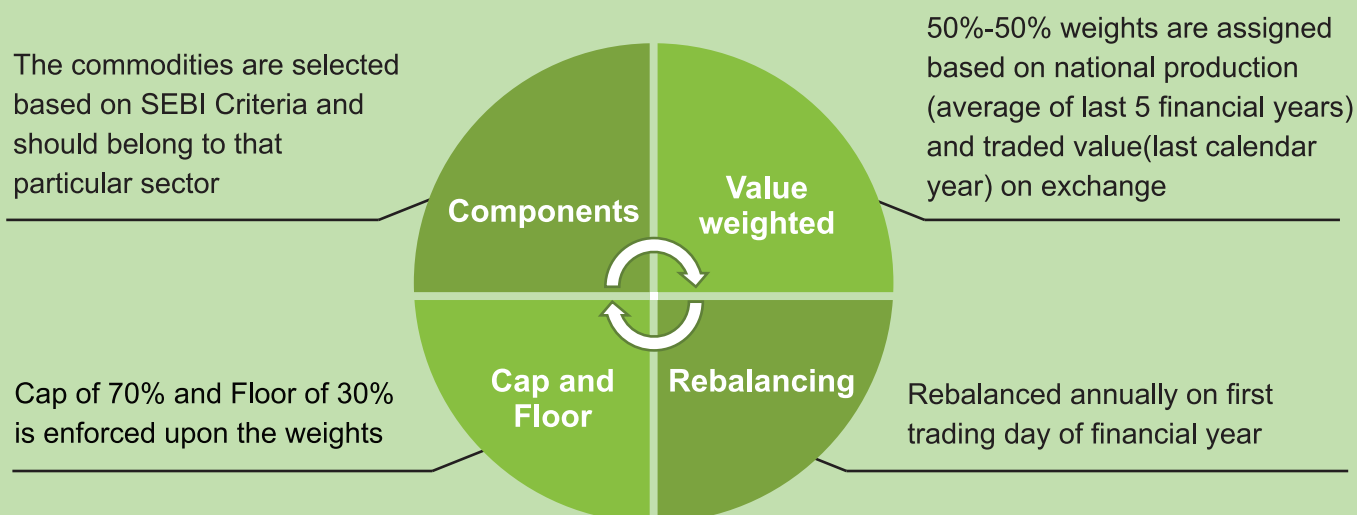 The commodities are selected
based on SEBI Criteria and
should belong to that
particular sector
50%-50% weights are assigned
based on national production
(average of last 5 financial years)
and traded value(last calendar
year) on exchange
Components
Value
weighted
Cap and
Floor
Rebalancing
Cap of 70% and Floor of 30%
is enforced upon the weights
Rebalanced annually on first
trading day of financial year